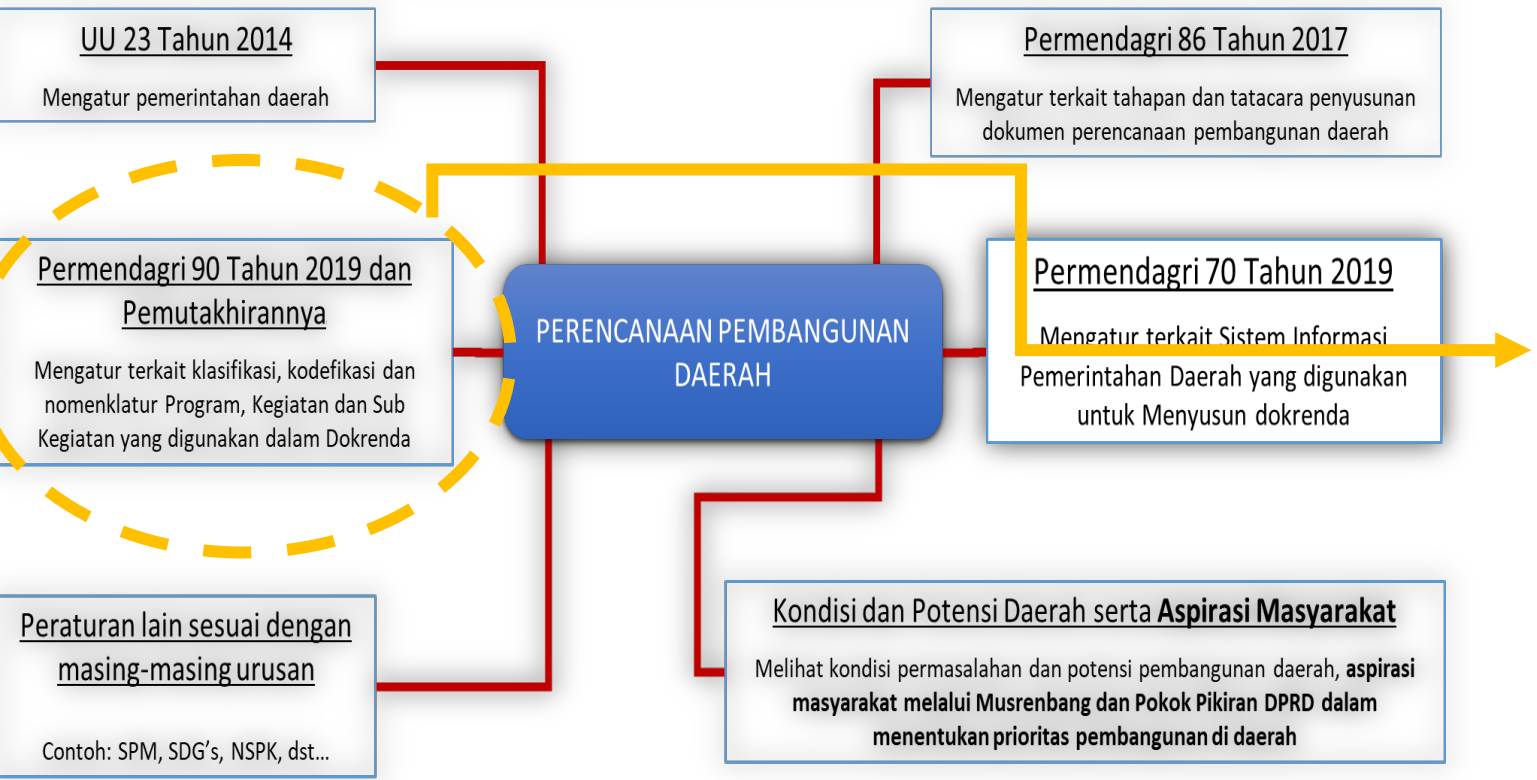 UU 23 Tahun 2014
Mengatur pemerintahan daerah
Permendagri 86 Tahun 2017
Mengatur terkait tahapan dan tatacara penyusunan
dokumen perencanaan pembangunan daerah
Permendagri 90 Tahun 2019 dan
Pemutakhirannya
Mengatur terkait klasifikasi, kodefikasi dan
nomenklatur Program, Kegiatan dan Sub
Kegiatan yang digunakan dalam Dokrenda
PERENCANAAN PEMBANGUNAN
DAERAH
Permendagri 70 Tahun 2019
Mengatur terkait Sistem Informasi
Pemerintahan Daerah yang digunakan
untuk Menyusun dokrenda
Peraturan lain sesuai dengan
masing-masing urusan
Contoh: SPM, SDG’s, NSPK, dst...
Kondisi dan Potensi Daerah serta Aspirasi Masyarakat
Melihat kondisi permasalahan dan potensi pembangunan daerah, aspirasi
masyarakat melalui Musrenbang dan Pokok Pikiran DPRD dalam
menentukan prioritas pembangunan di daerah